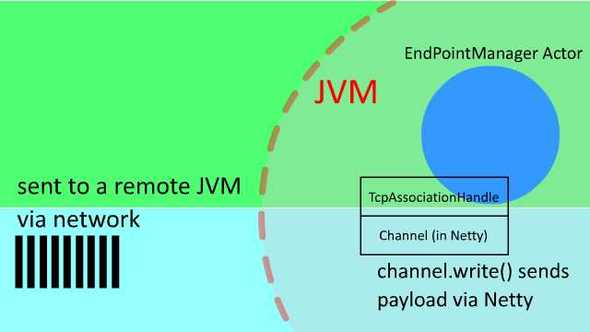 EndPointManager Actor
JVM
sent to a remote JVM
via network
TcpAssociationHandle
Channel (in Netty)
channel.write() sends
payload via Netty